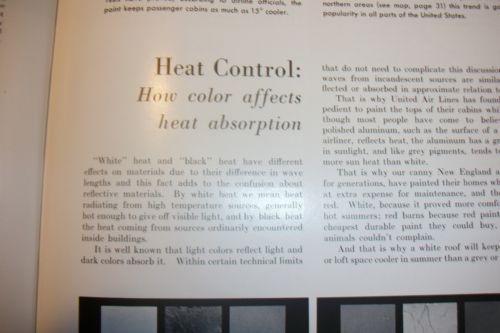 according to airline officials, the
paint keeps passenger cabins as much as 15° cooler.
Heat Control:
How color affects
heat absorption
"White" heat and "black" heat have different
effects on materials due to their difference in wave
lengths and this fact adds to the confusion about
reflective materials. By white heat we mean heat
radiating from high temperature sources, generally
hot enough to give off visible light, and by black heat
the heat coming from sources ordinarily encountered
inside buildings.
It is well known that light colors reflect light and
dark colors absorb it. Within certain technical limits
northern areas (see map, page 31) this trend is
popularity in all parts of the United States.
that do not need to complicate this discussion
waves from incandescent sources are
flected or absorbed in approximate relation
That is why United Air Lines has found
pedient to paint the tops of their cabins
though most people have come to
polished aluminum, such as the surface of
airliner, reflects heat, the aluminum has a
in sunlight, and like grey pigments, tends
more sun heat than white.
That is why our canny New England
for generations, have painted their homes
at extra expense for maintenance, and
red. White, because it proved more
hot summers; red barns because red paint
cheapest durable paint they could buy,
animals couldn't complain.
And that is why a white roof will keep
or loft space cooler in summer than a grey or